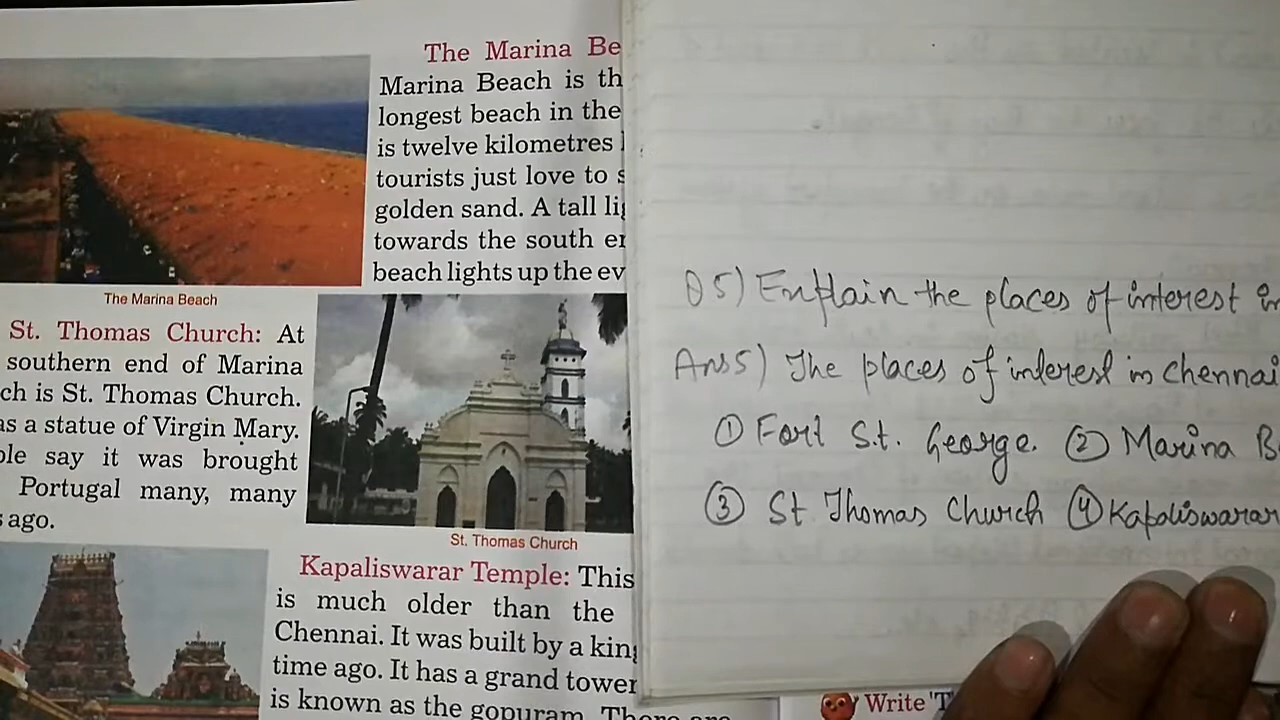 The Marina Be
Marina Beach is th
longest beach in the
is twelve kilometres
tourists just love to s
golden sand. A tall lig
towards the south er
beach lights up the ev
The Marina Beach
St. Thomas Church: At
southern end of Marina
ch is St. Thomas Church.
as a statue of Virgin Mary.
ple say it was brought
Portugal many, many
s ago.
St. Thomas Church
Kapaliswarar Temple: This
is much older than the
Chennai. It was built by a king
time ago. It has a grand tower
is known as the gopuram. There are
Q5) Explain the places of interest in
Ans5) The places of interest in Chennai
① Fort S.t. George. ② Marina B
③ St Thomas Church ④ Kapaliswarar
Write 'T